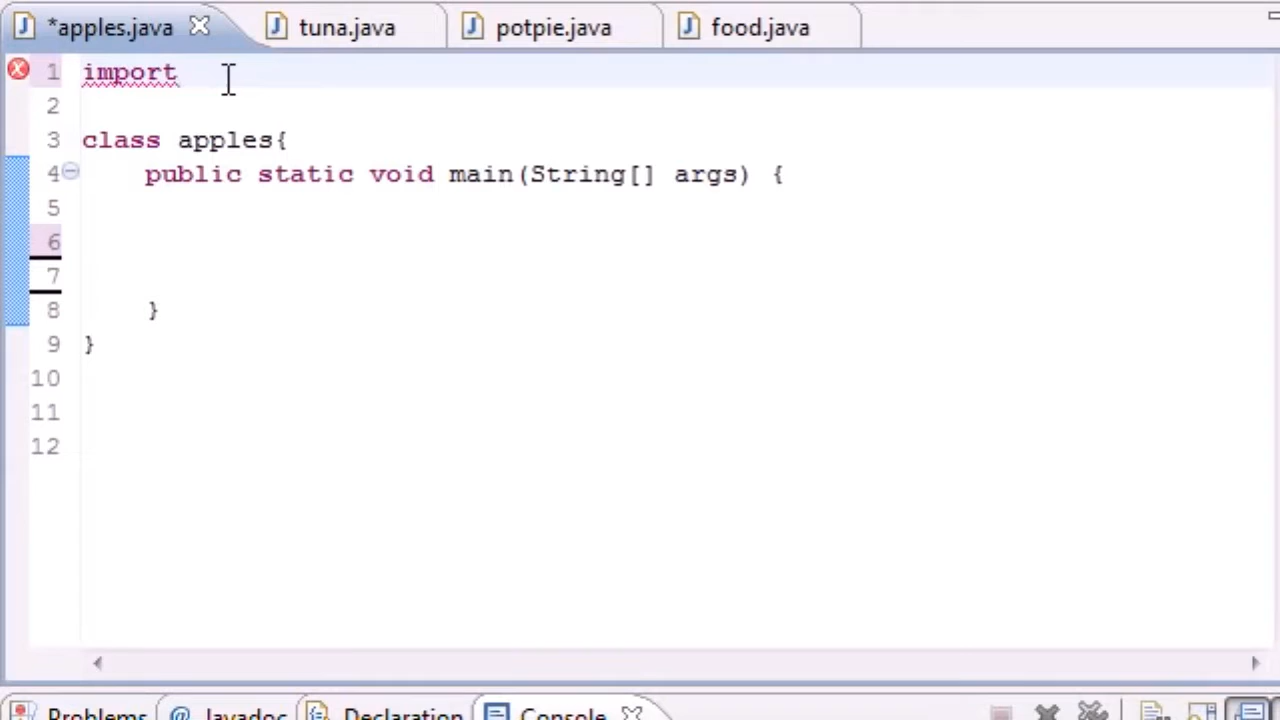 *apples.java tuna.java potpie.java food.java
1 import
2
3 class apples{
4 public static void main(String[] args) {
5
6
7
8 }
9 }
10
11
12
Problems @ Javadoc Declaration Console